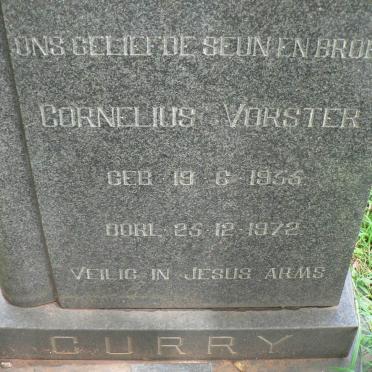 ONS GELIEFDE SEUN EN BROE
CORNELIUS VORSTER
GEB 19·6·1955
OORL 25·12·1972
VEILIG IN JESUS ARMS
CURRY